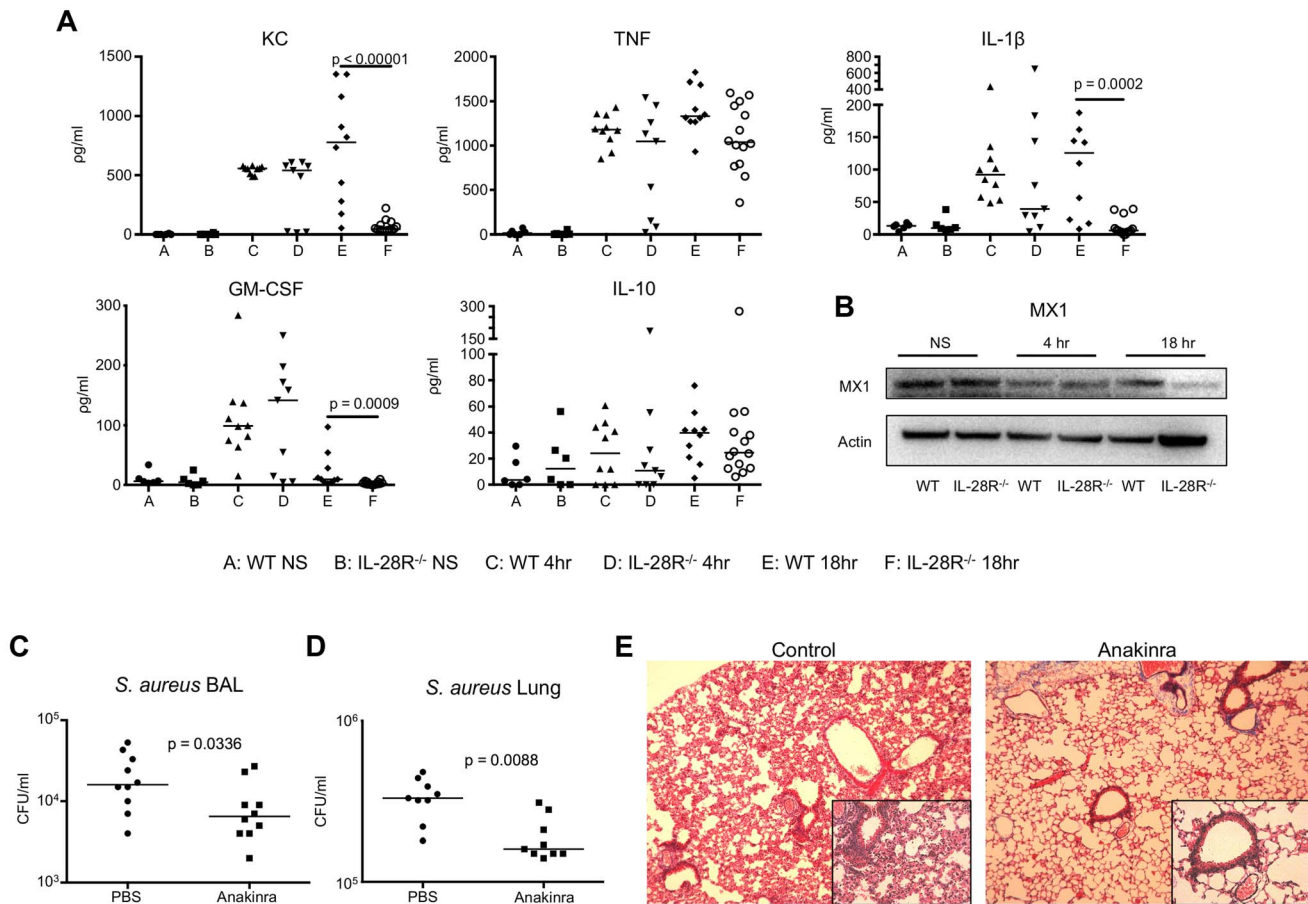 A
KC
1500
1000
500
0
ρg/ml
p < 0.00001
A B C D E F
TNF
2000
1500
1000
500
0
ρg/ml
A B C D E F
IL-1β
800
600
400
200
150
100
50
0
ρg/ml
p = 0.0002
A B C D E F
GM-CSF
300
200
100
0
ρg/ml
p = 0.0009
A B C D E F
IL-10
300
150
100
80
60
40
20
0
ρg/ml
A B C D E F
B
MX1
NS 4 hr 18 hr
MX1
Actin
WT IL-28R-/- WT IL-28R-/- WT IL-28R-/-
A: WT NS B: IL-28R-/- NS C: WT 4hr D: IL-28R-/- 4hr E: WT 18hr F: IL-28R-/- 18hr
C
S. aureus BAL
10^5
10^4
10^3
CFU/ml
p = 0.0336
PBS Anakinra
D
S. aureus Lung
10^6
10^5
CFU/ml
p = 0.0088
PBS Anakinra
E
Control Anakinra